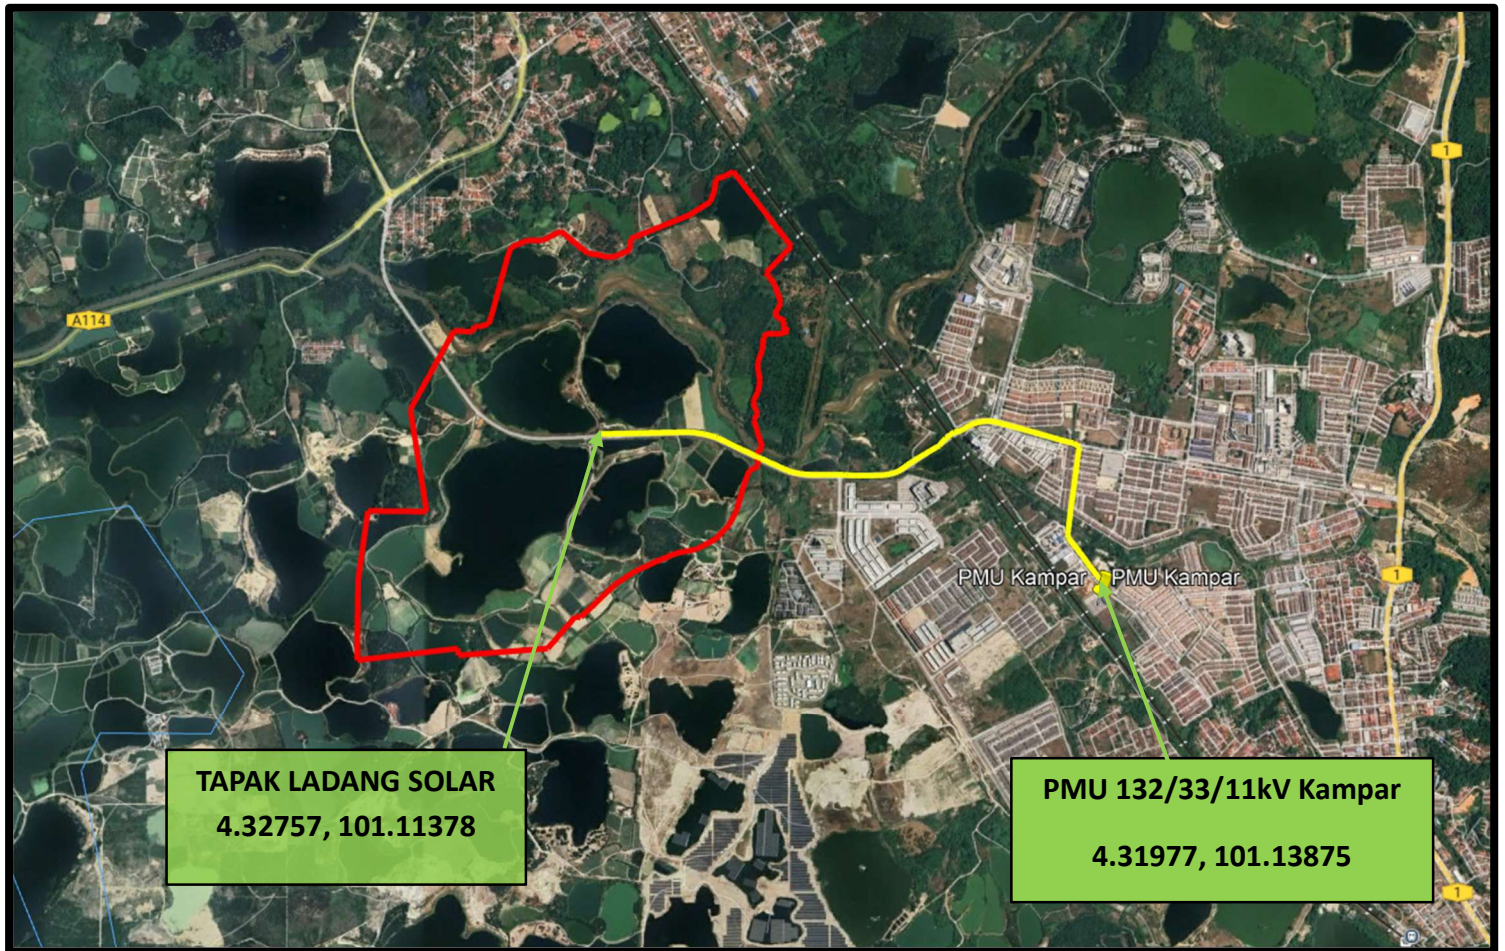 1
A114
PMU Kampar
PMU Kampar
1
TAPAK LADANG SOLAR
4.32757, 101.11378
PMU 132/33/11kV Kampar
4.31977, 101.13875
1